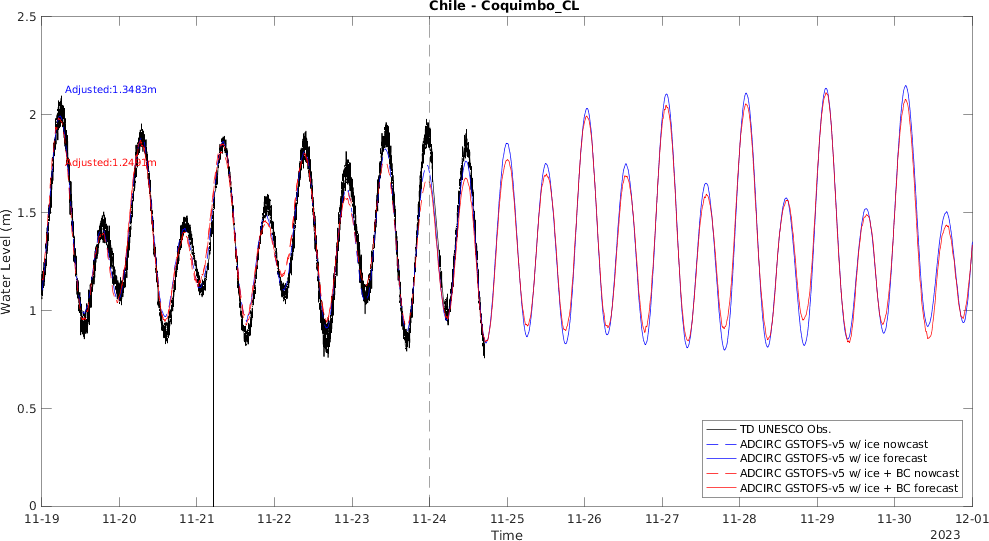 Chile - Coquimbo_CL
2.5
2
1.5
1
0.5
0
Water Level (m)
Adjusted:1.3483m
Adjusted:1.2491m
TD UNESCO Obs.
ADCIRC GSTOFS-v5 w/ ice nowcast
ADCIRC GSTOFS-v5 w/ ice forecast
ADCIRC GSTOFS-v5 w/ ice + BC nowcast
ADCIRC GSTOFS-v5 w/ ice + BC forecast
11-19 11-20 11-21 11-22 11-23 11-24 11-25 11-26 11-27 11-28 11-29 11-30 12-01
Time
2023